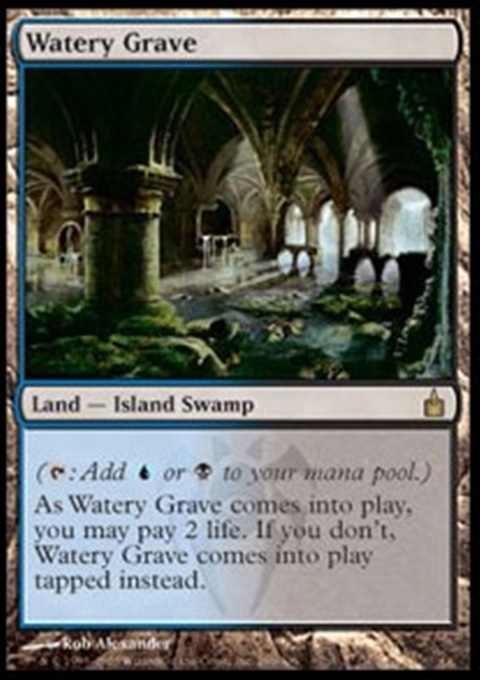 Watery Grave
Land — Island Swamp
( : Add  or  to your mana pool.)
As Watery Grave comes into play,
you may pay 2 life. If you don't,
Watery Grave comes into play
tapped instead.
Rob Alexander